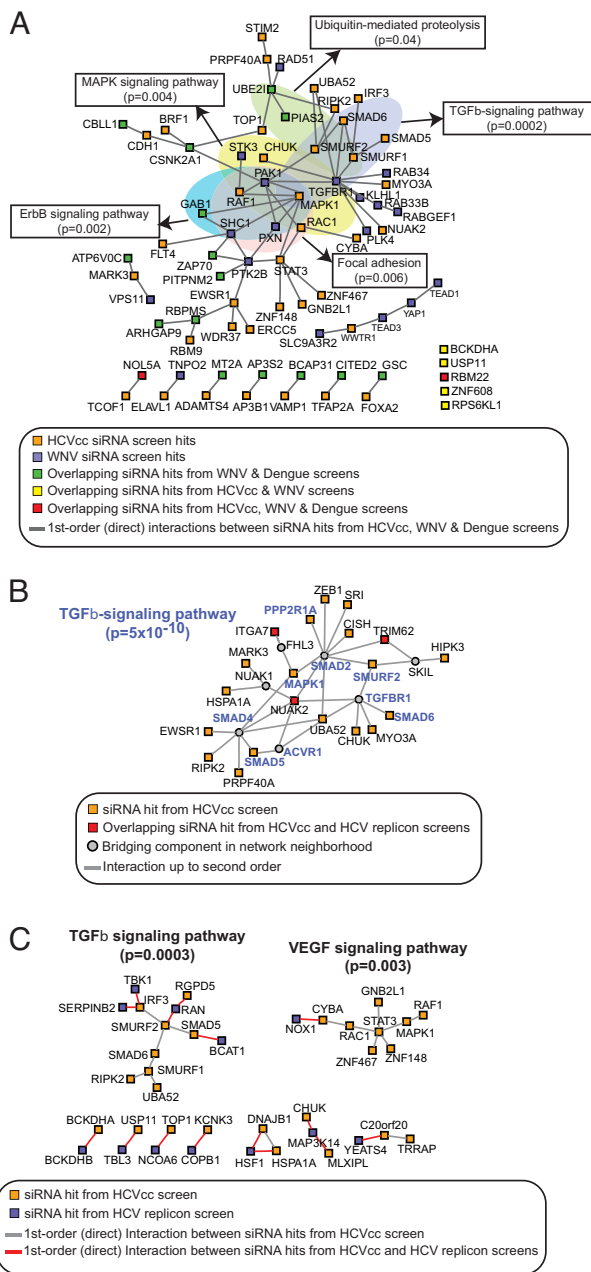 A
STIM2
Ubiquitin-mediated proteolysis
(p=0.04)
PRPF40A
RAD51
MAPK signaling pathway
(p=0.004)
UBE2I
UBA52
IRF3
RIPK2
SMAD6
TGFb-signaling pathway
(p=0.0002)
CBLL1
BRF1
TOP1
PIAS2
CDH1
STK3
CHUK
SMURF2
SMAD5
CSNK2A1
SMURF1
PAK1
RAB34
TGFBR1
MYO3A
GAB1
RAF1
MAPK1
KLHL1
RAB33B
ErbB signaling pathway
(p=0.002)
SHC1
RAC1
RABGEF1
PXN
NUAK2
PLK4
CYBA
FLT4
Focal adhesion
(p=0.006)
ATP6V0C
ZAP70
STAT3
MARK3
PITPNM2
PTK2B
TEAD1
VPS11
EWSR1
ZNF467
YAP1
RBPMS
GNB2L1
ZNF148
TEAD3
ARHGAP9
ERCC5
WWTR1
WDR37
SLC9A3R2
RBM9
BCKDHA
USP11
RBM22
ZNF608
RPS6KL1
NOL5A
TNPO2
MT2A
AP3S2
BCAP31
CITED2
GSC
TCOF1
ELAVL1
ADAMTS4
AP3B1
VAMP1
TFAP2A
FOXA2
HCVcc siRNA screen hits
WNV siRNA screen hits
Overlapping siRNA hits from WNV & Dengue screens
Overlapping siRNA hits from HCVcc & WNV screens
Overlapping siRNA hits from HCVcc, WNV & Dengue screens
1st-order (direct) interactions between siRNA hits from HCVcc, WNV & Dengue screens
B
TGFb-signaling pathway
(p=5x10-10)
ZEB1
SRI
PPP2R1A
ITGA7
CISH
TRIM62
FHL3
HIPK3
MARK3
SMAD2
SKIL
NUAK1
MAPK1
SMURF2
HSPA1A
TGFBR1
NUAK2
SMAD4
SMAD6
UBA52
EWSR1
MYO3A
ACVR1
CHUK
SMAD5
RIPK2
PRPF40A
siRNA hit from HCVcc screen
Overlapping siRNA hit from HCVcc and HCV replicon screens
Bridging component in network neighborhood
Interaction up to second order
C
TGFb signaling pathway
(p=0.0003)
VEGF signaling pathway
(p=0.003)
TBK1
RGPD5
GNB2L1
SERPINB2
IRF3
RAN
CYBA
RAF1
STAT3
SMURF2
SMAD5
NOX1
RAC1
MAPK1
BCAT1
SMAD6
ZNF467
ZNF148
SMURF1
RIPK2
UBA52
BCKDHA
USP11
TOP1
KCNK3
DNAJB1
CHUK
C20orf20
MAP3K14
BCKDHB
TBL3
NCOA6
COPB1
HSF1
HSPA1A
MLXIPL
YEATS4
TRRAP
siRNA hit from HCVcc screen
siRNA hit from HCV replicon screen
1st-order (direct) Interaction between siRNA hits from HCVcc screen
1st-order (direct) Interaction between siRNA hits from HCVcc and HCV replicon screens